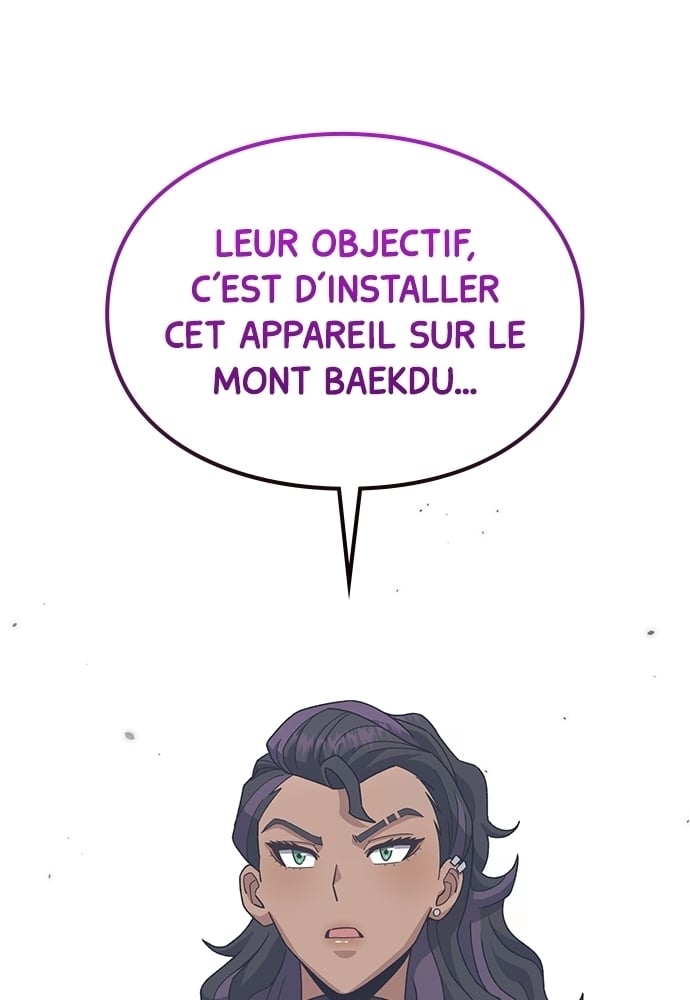 LEUR OBJECTIF,
C'EST D'INSTALLER
CET APPAREIL SUR LE
MONT BAEKDU...